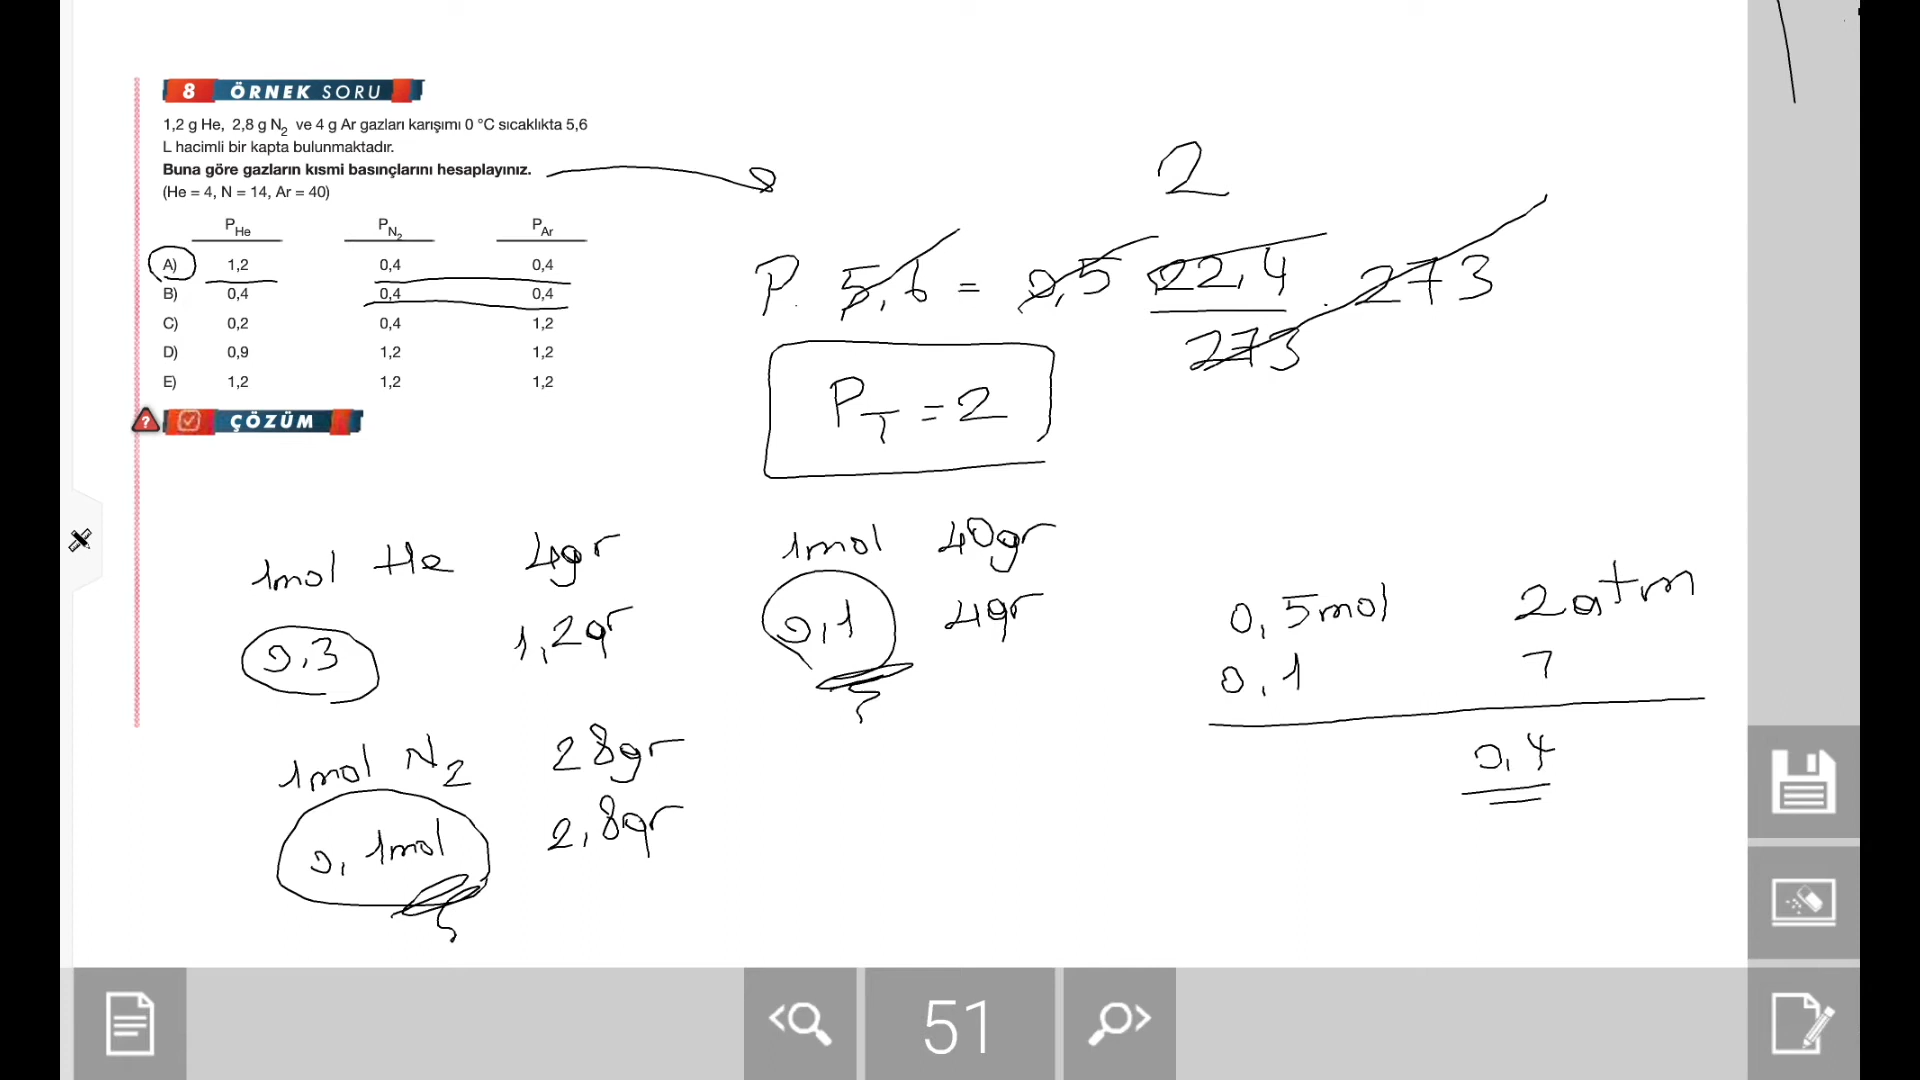 8 ÖRNEK SORU
1,2 g He, 2,8 g N₂ ve 4 g Ar gazları karışımı 0 °C sıcaklıkta 5,6
L hacimli bir kapta bulunmaktadır.
Buna göre gazların kısmi basınçlarını hesaplayınız.
(He = 4, N = 14, Ar = 40)
P_He P_N₂ P_Ar
A) 1,2 0,4 0,4
B) 0,4 0,4 0,4
C) 0,2 0,4 1,2
D) 0,9 1,2 1,2
E) 1,2 1,2 1,2
? ÇÖZÜM
2
P. 5,6 = 0,5 22,4 . 273
273
P_T = 2
1mol He 4gr
0,3 1,2gr
1mol N₂ 28gr
0,1mol 2,8gr
1mol 40gr
0,1 4gr
0,5mol 2atm
0,1 ?
0,4
51